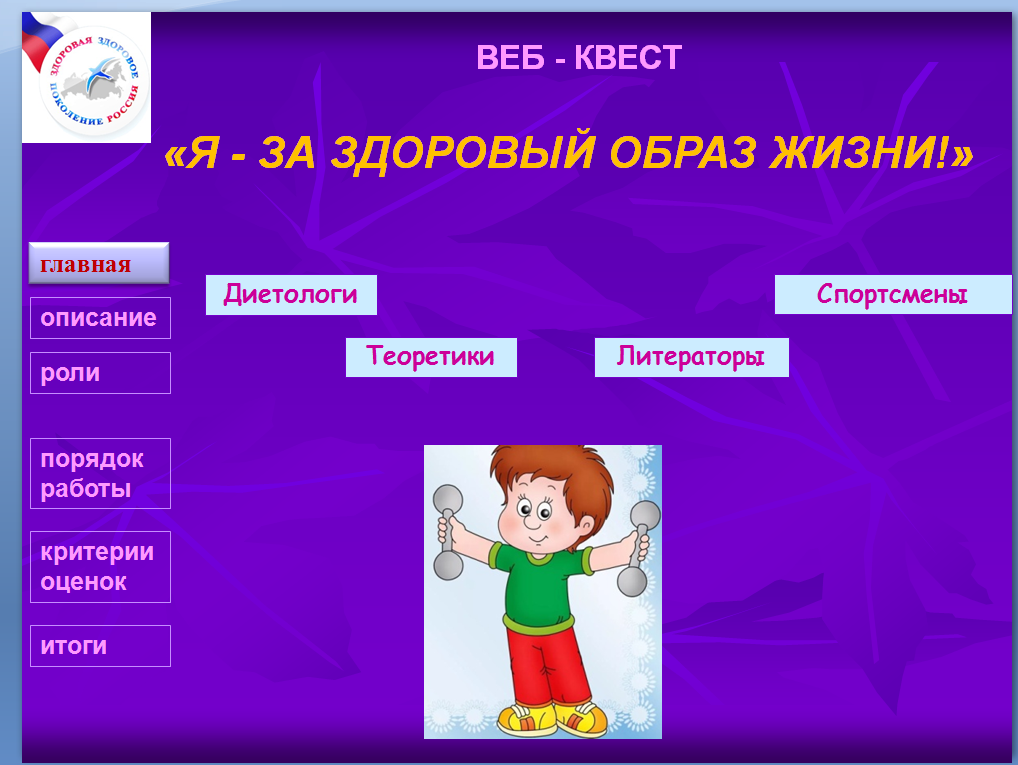 ЗДОРОВАЯ РОССИЯ
ЗДОРОВОЕ ПОКОЛЕНИЕ
ВЕБ - КВЕСТ
«Я - ЗА ЗДОРОВЫЙ ОБРАЗ ЖИЗНИ!»
главная
описание
роли
порядок
работы
критерии
оценок
итоги
Диетологи
Спортсмены
Теоретики
Литераторы